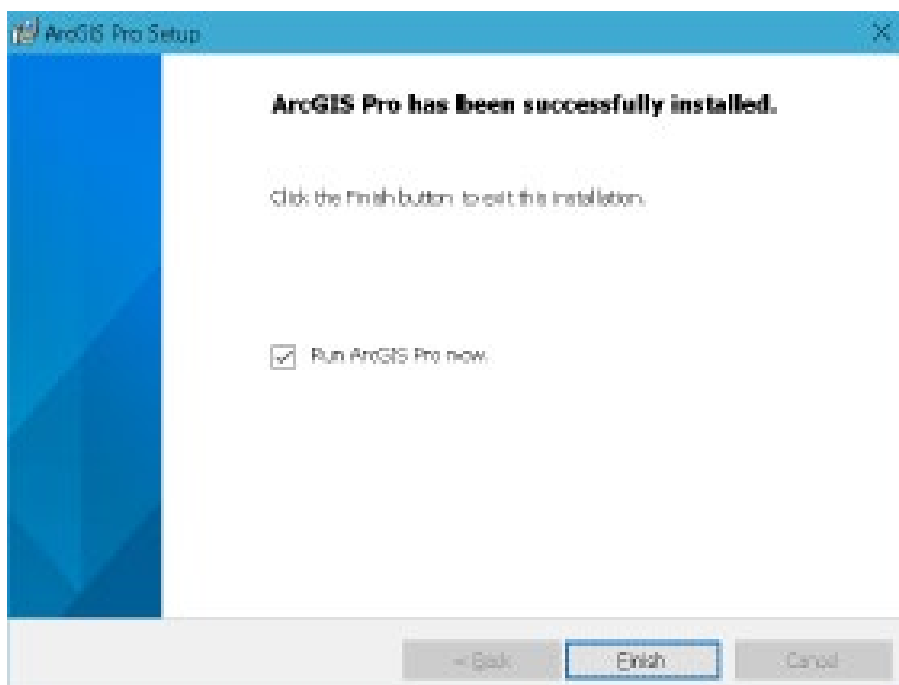 ArcGIS Pro Setup
ArcGIS Pro has been successfully installed.
Click the Finish button to exit this installation.
Run ArcGIS Pro now.
< Back
Finish
Cancel